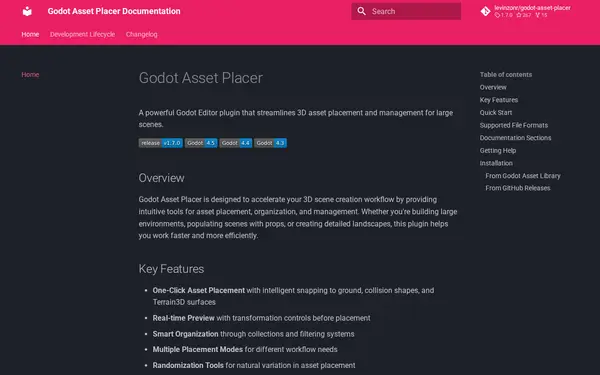 Godot Asset Placer Documentation
Search
levinzonr/godot-asset-placer
1.7.0 267 15
Home Development Lifecycle Changelog
Home
Godot Asset Placer
A powerful Godot Editor plugin that streamlines 3D asset placement and management for large
scenes.
release v1.7.0 Godot 4.5 Godot 4.4 Godot 4.3
Overview
Godot Asset Placer is designed to accelerate your 3D scene creation workflow by providing
intuitive tools for asset placement, organization, and management. Whether you're building large
environments, populating scenes with props, or creating detailed landscapes, this plugin helps
you work faster and more efficiently.
Key Features
One-Click Asset Placement with intelligent snapping to ground, collision shapes, and
Terrain3D surfaces
Real-time Preview with transformation controls before placement
Smart Organization through collections and filtering systems
Multiple Placement Modes for different workflow needs
Randomization Tools for natural variation in asset placement
Table of contents
Overview
Key Features
Quick Start
Supported File Formats
Documentation Sections
Getting Help
Installation
From Godot Asset Library
From GitHub Releases